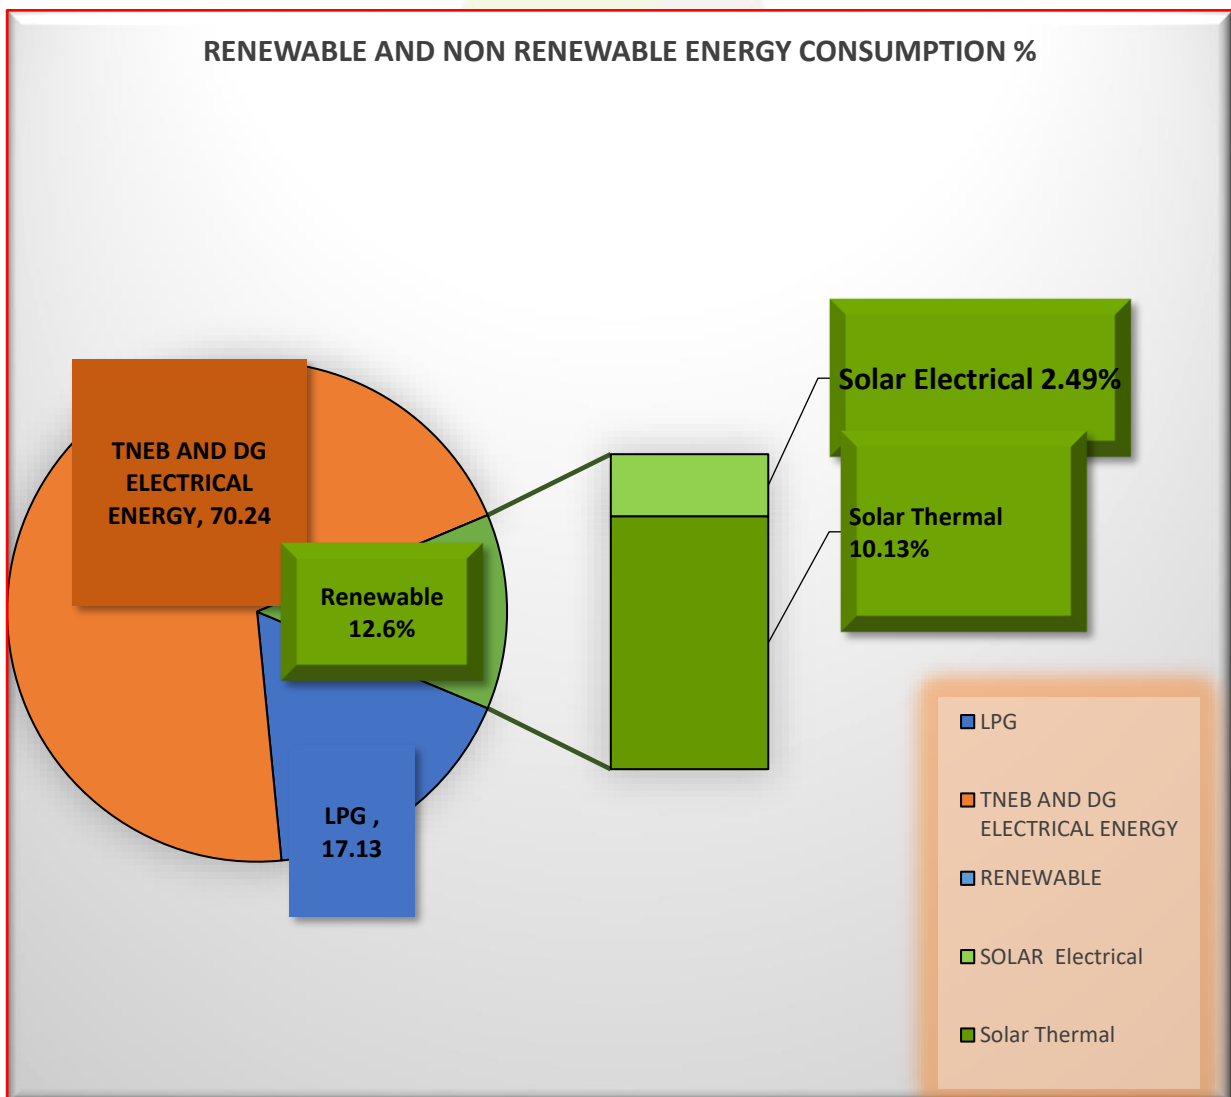 RENEWABLE AND NON RENEWABLE ENERGY CONSUMPTION %
TNEB AND DG
ELECTRICAL
ENERGY, 70.24
Renewable
12.6%
LPG ,
17.13
Solar Electrical 2.49%
Solar Thermal
10.13%
LPG
TNEB AND DG
ELECTRICAL ENERGY
RENEWABLE
SOLAR  Electrical
Solar Thermal